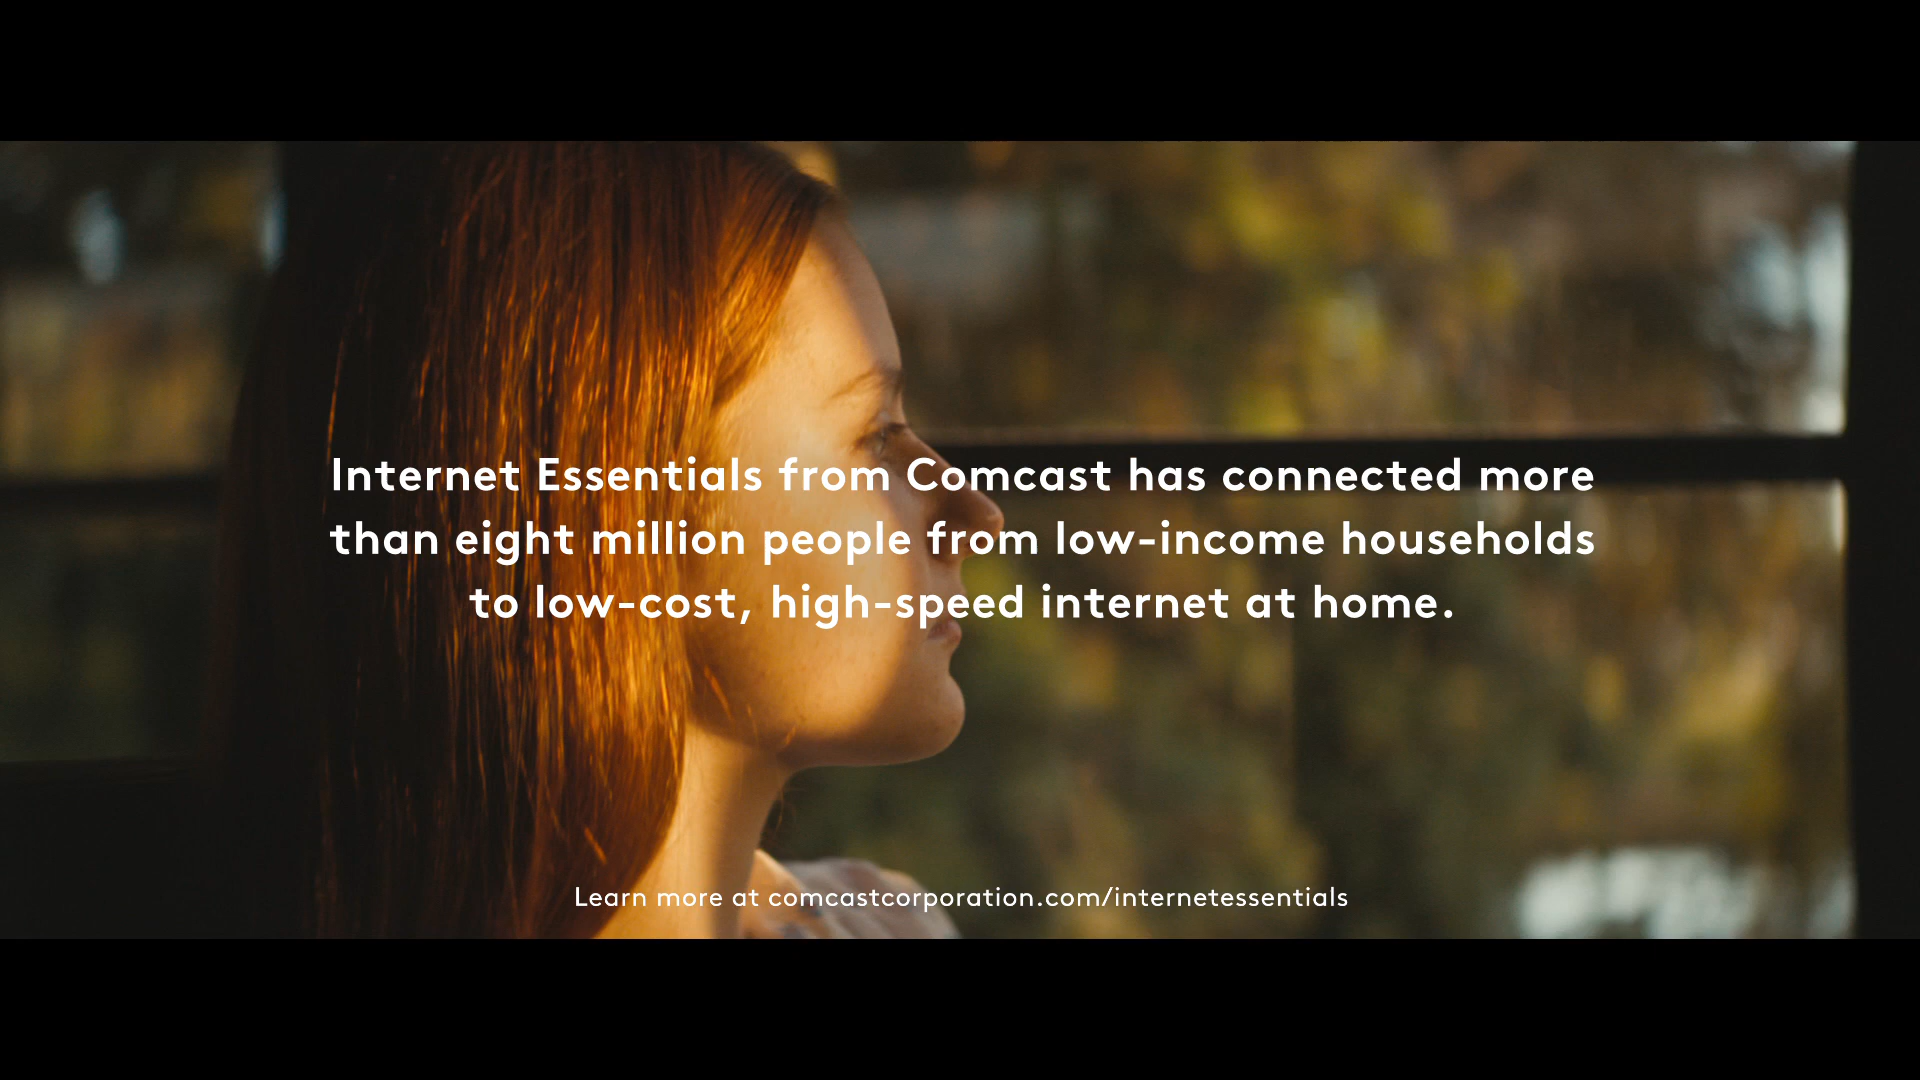 Internet Essentials from Comcast has connected more
than eight million people from low-income households
to low-cost, high-speed internet at home.
Learn more at comcastcorporation.com/internetessentials